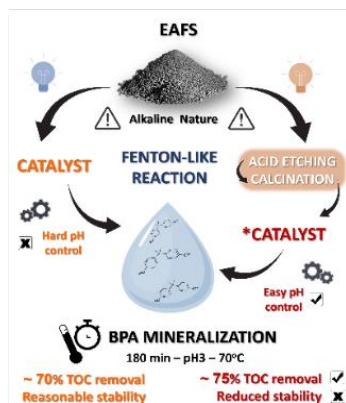 EAFS
Alkaline Nature
CATALYST
FENTON-LIKE
REACTION
ACID ETCHING
CALCINATION
*CATALYST
Hard pH
control
Easy pH
control
BPA MINERALIZATION
180 min – pH3 – 70ºC
~ 70% TOC removal
Reasonable stability
~ 75% TOC removal
Reduced stability